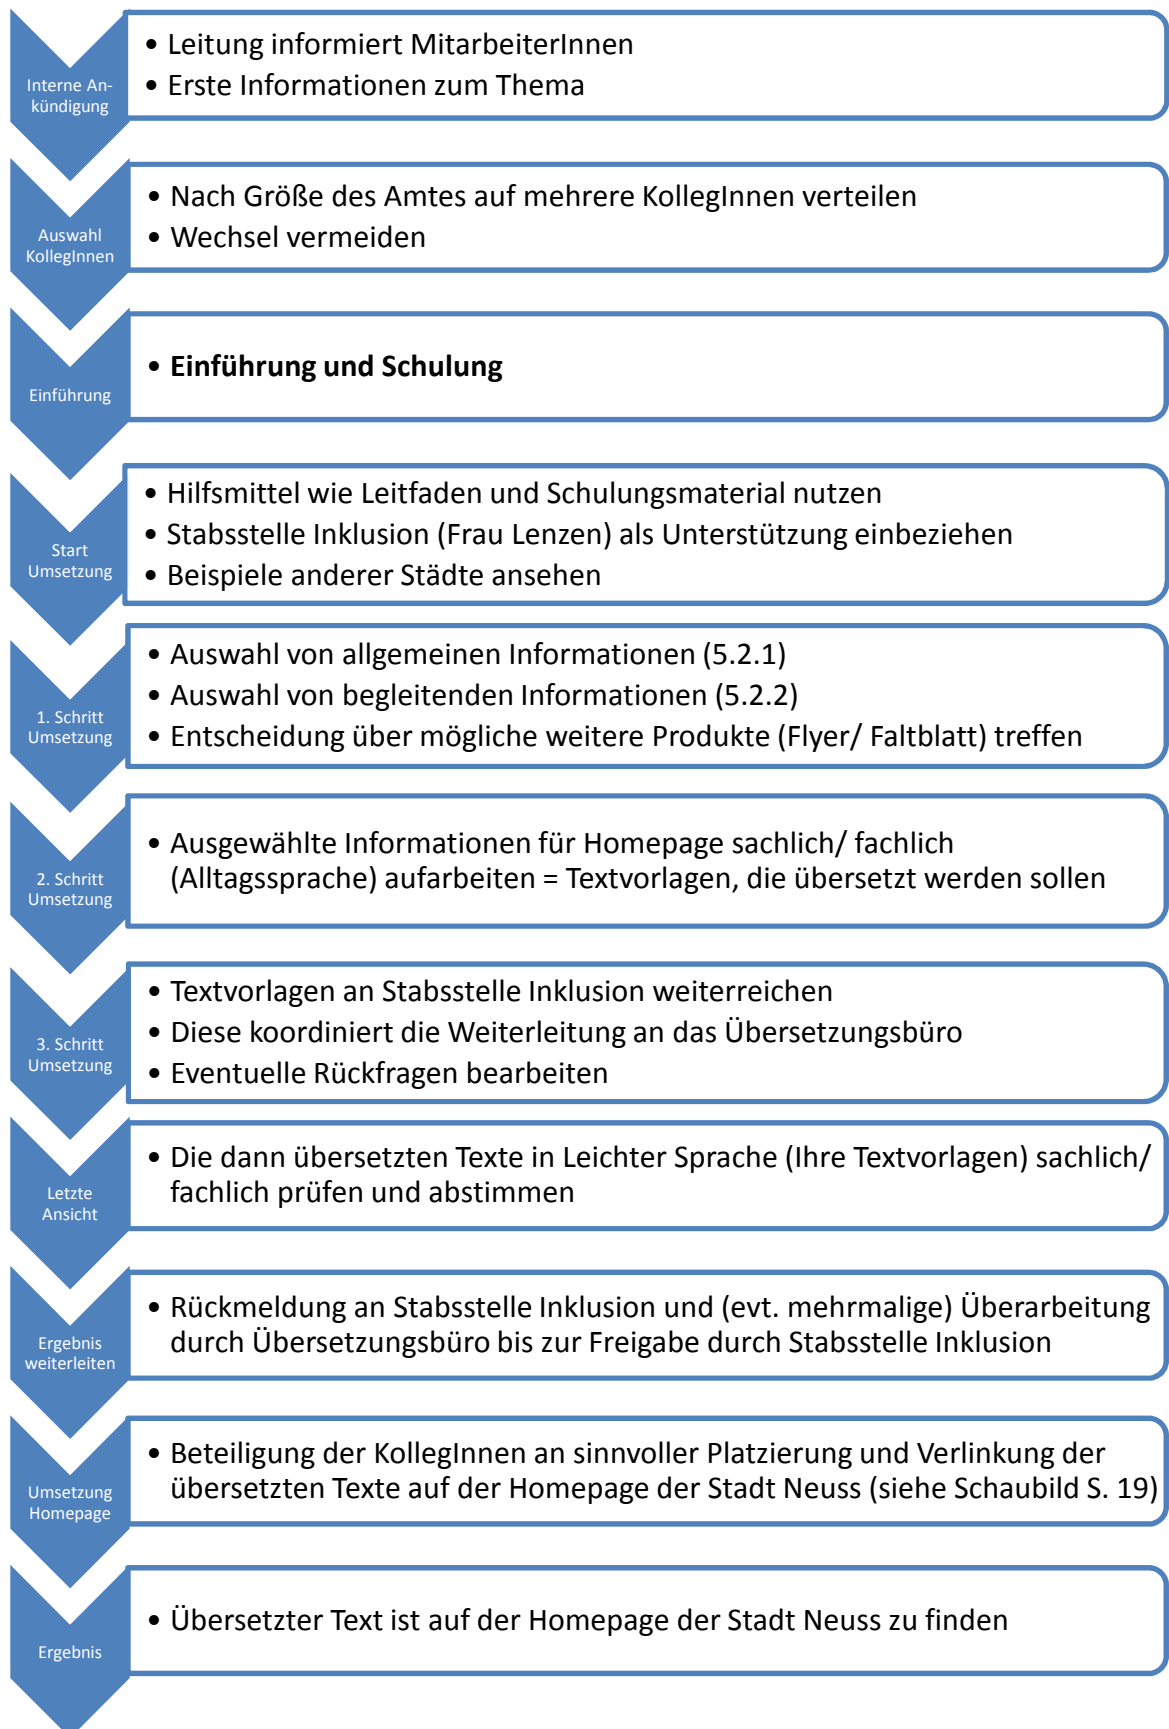 Interne An-
kündigung
• Leitung informiert MitarbeiterInnen
• Erste Informationen zum Thema
Auswahl
KollegInnen
• Nach Größe des Amtes auf mehrere KollegInnen verteilen
• Wechsel vermeiden
Einführung
• Einführung und Schulung
Start
Umsetzung
• Hilfsmittel wie Leitfaden und Schulungsmaterial nutzen
• Stabsstelle Inklusion (Frau Lenzen) als Unterstützung einbeziehen
• Beispiele anderer Städte ansehen
1. Schritt
Umsetzung
• Auswahl von allgemeinen Informationen (5.2.1)
• Auswahl von begleitenden Informationen (5.2.2)
• Entscheidung über mögliche weitere Produkte (Flyer/ Faltblatt) treffen
2. Schritt
Umsetzung
• Ausgewählte Informationen für Homepage sachlich/ fachlich
(Alltagssprache) aufarbeiten = Textvorlagen, die übersetzt werden sollen
3. Schritt
Umsetzung
• Textvorlagen an Stabsstelle Inklusion weiterreichen
• Diese koordiniert die Weiterleitung an das Übersetzungsbüro
• Eventuelle Rückfragen bearbeiten
Letzte
Ansicht
• Die dann übersetzten Texte in Leichter Sprache (Ihre Textvorlagen) sachlich/
fachlich prüfen und abstimmen
Ergebnis
weiterleiten
• Rückmeldung an Stabsstelle Inklusion und (evt. mehrmalige) Überarbeitung
durch Übersetzungsbüro bis zur Freigabe durch Stabsstelle Inklusion
Umsetzung
Homepage
• Beteiligung der KollegInnen an sinnvoller Platzierung und Verlinkung der
übersetzten Texte auf der Homepage der Stadt Neuss (siehe Schaubild S. 19)
Ergebnis
• Übersetzter Text ist auf der Homepage der Stadt Neuss zu finden